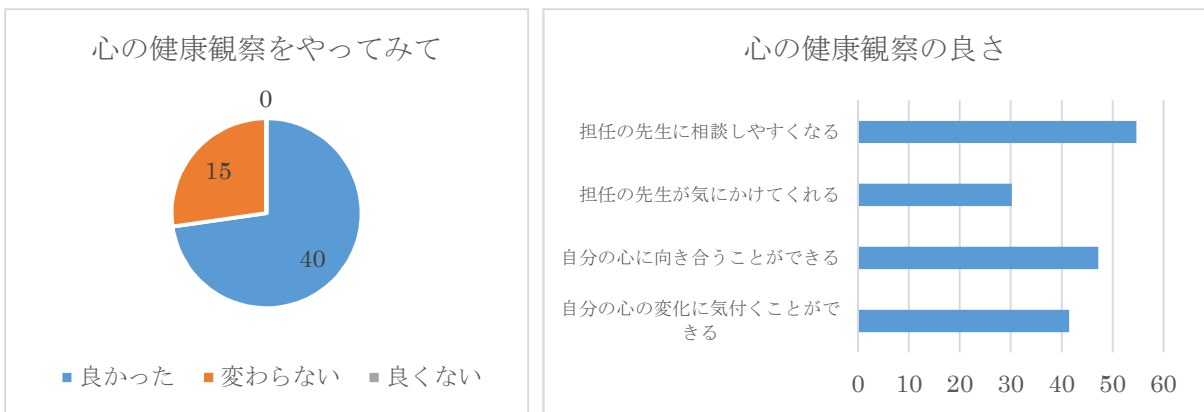 心の健康観察をやってみて
0
15
40
良かった 変わらない 良くない
心の健康観察の良さ
担任の先生に相談しやすくなる
担任の先生が気にかけてくれる
自分の心に向き合うことができる
自分の心の変化に気付くことがで
きる
0 10 20 30 40 50 60